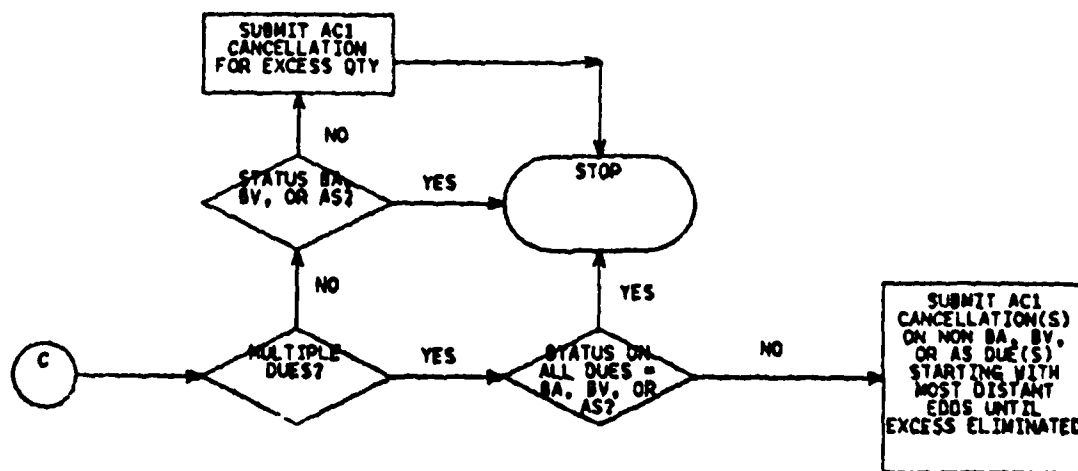 SUBMIT AC1
CANCELLATION
FOR EXCESS QTY
NO
STATUS BA,
BV, OR AS?
YES
STOP
NO
YES
C
MULTIPLE
DUES?
YES
STATUS ON
ALL DUES =
BA, BV, OR
AS?
NO
SUBMIT AC1
CANCELLATION(S)
ON NON BA, BV,
OR AS DUE(S)
STARTING WITH
MOST DISTANT
EDDS UNTIL
EXCESS ELIMINATED